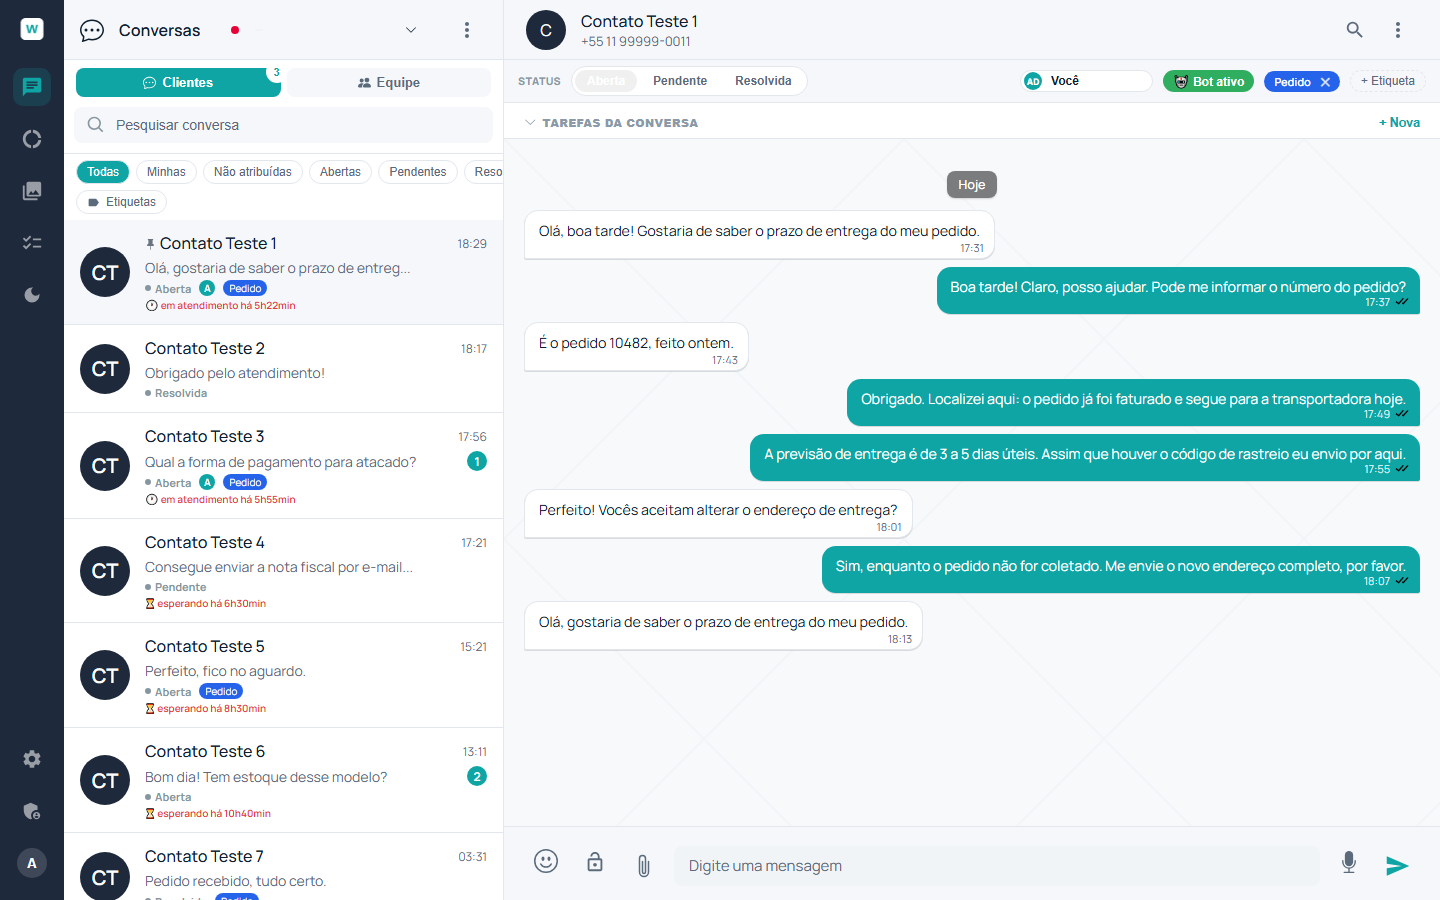 w
Conversas
Clientes
3
Equipe
Pesquisar conversa
Todas
Minhas
Não atribuídas
Abertas
Pendentes
Reso
Etiquetas
CT
Contato Teste 1
18:29
Olá, gostaria de saber o prazo de entreg...
Aberta
A
Pedido
em atendimento há 5h22min
CT
Contato Teste 2
18:17
Obrigado pelo atendimento!
Resolvida
CT
Contato Teste 3
17:56
Qual a forma de pagamento para atacado?
1
Aberta
A
Pedido
em atendimento há 5h55min
CT
Contato Teste 4
17:21
Consegue enviar a nota fiscal por e-mail...
Pendente
esperando há 6h30min
CT
Contato Teste 5
15:21
Perfeito, fico no aguardo.
Aberta
Pedido
esperando há 8h30min
CT
Contato Teste 6
13:11
Bom dia! Tem estoque desse modelo?
2
Aberta
esperando há 10h40min
CT
Contato Teste 7
03:31
Pedido recebido, tudo certo.
Resolvida
Pedido
A
C
Contato Teste 1
+55 11 99999-0011
STATUS
Aberta
Pendente
Resolvida
AD
Você
Bot ativo
Pedido
+ Etiqueta
TAREFAS DA CONVERSA
+ Nova
Hoje
Olá, boa tarde! Gostaria de saber o prazo de entrega do meu pedido.
17:31
Boa tarde! Claro, posso ajudar. Pode me informar o número do pedido?
17:37
É o pedido 10482, feito ontem.
17:43
Obrigado. Localizei aqui: o pedido já foi faturado e segue para a transportadora hoje.
17:49
A previsão de entrega é de 3 a 5 dias úteis. Assim que houver o código de rastreio eu envio por aqui.
17:55
Perfeito! Vocês aceitam alterar o endereço de entrega?
18:01
Sim, enquanto o pedido não for coletado. Me envie o novo endereço completo, por favor.
18:07
Olá, gostaria de saber o prazo de entrega do meu pedido.
18:13
Digite uma mensagem